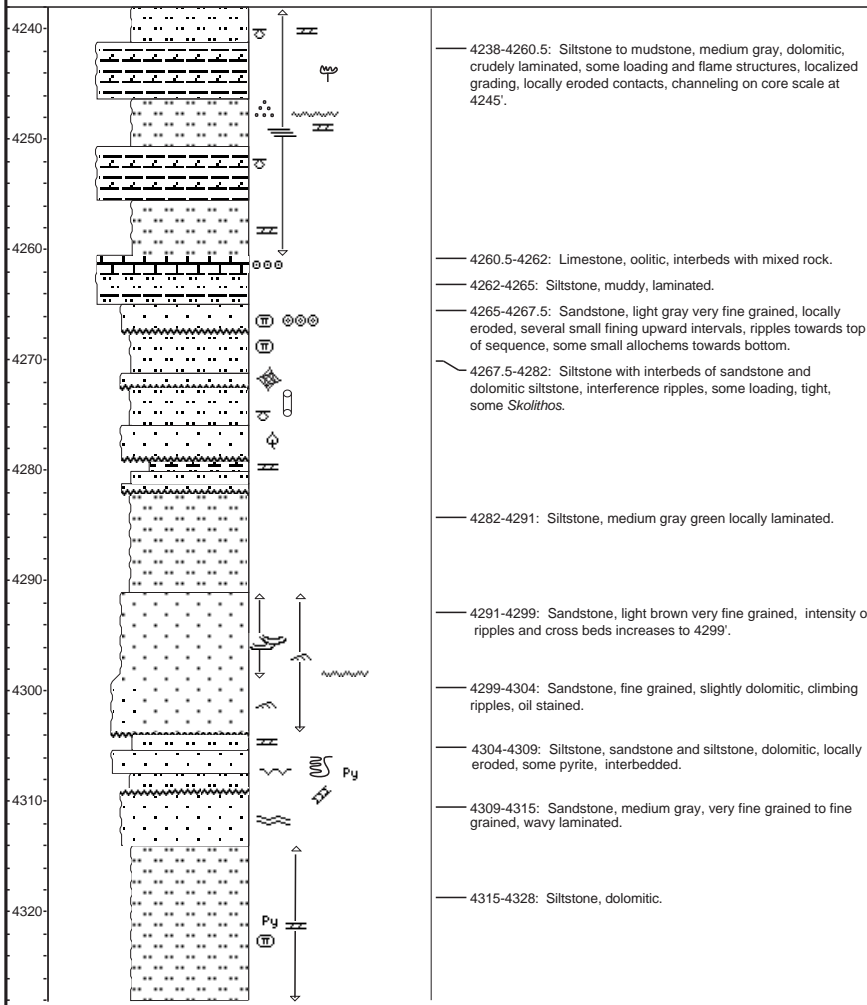 4240
4238-4260.5: Siltstone to mudstone, medium gray, dolomitic,
crudely laminated, some loading and flame structures, localized
grading, locally eroded contacts, channeling on core scale at
4245'.
4250
4260
4260.5-4262: Limestone, oolitic, interbeds with mixed rock.
4262-4265: Siltstone, muddy, laminated.
4265-4267.5: Sandstone, light gray very fine grained, locally
eroded, several small fining upward intervals, ripples towards top
of sequence, some small allochems towards bottom.
4270
4267.5-4282: Siltstone with interbeds of sandstone and
dolomitic siltstone, interference ripples, some loading, tight,
some Skolithos.
4280
4282-4291: Siltstone, medium gray green locally laminated.
4290
4291-4299: Sandstone, light brown very fine grained, intensity o
ripples and cross beds increases to 4299'.
4300
4299-4304: Sandstone, fine grained, slightly dolomitic, climbing
ripples, oil stained.
4304-4309: Siltstone, sandstone and siltstone, dolomitic, locally
eroded, some pyrite, interbedded.
Py
4310
4309-4315: Sandstone, medium gray, very fine grained to fine
grained, wavy laminated.
4315-4328: Siltstone, dolomitic.
4320
Py